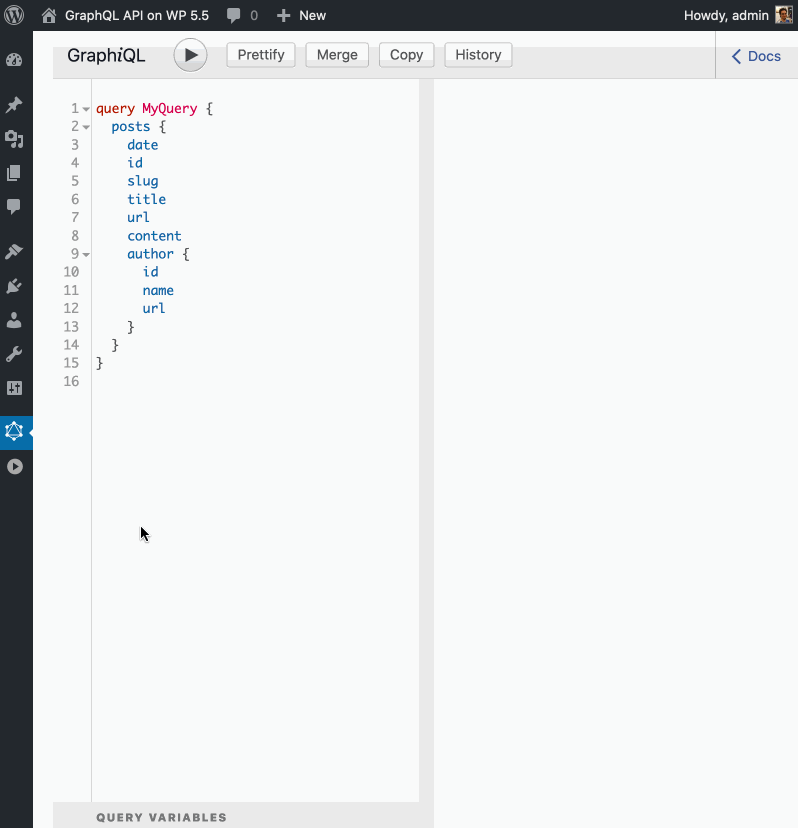 GraphQL API on WP 5.5 0 New Howdy, admin
GraphiQL Prettify Merge Copy History Docs
1 query MyQuery {
2 posts {
3 date
4 id
5 slug
6 title
7 url
8 content
9 author {
10 id
11 name
12 url
13 }
14 }
15 }
16
QUERY VARIABLES